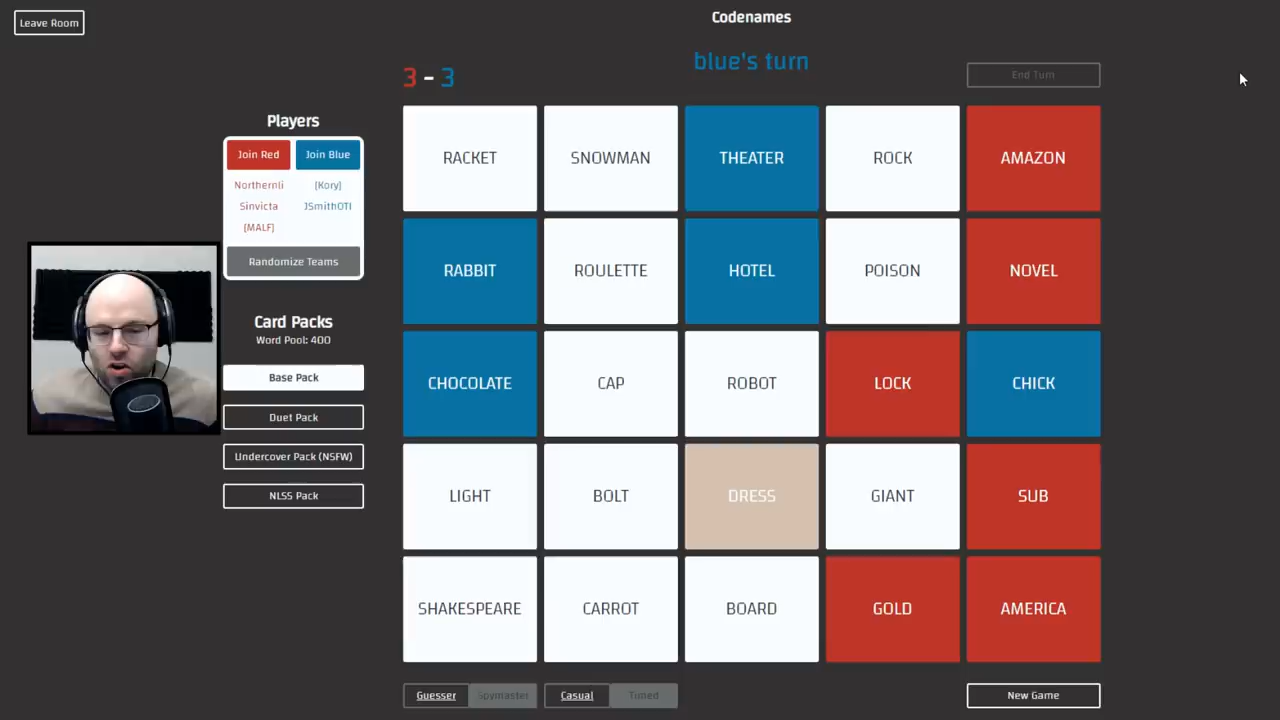 Leave Room
Codenames
blue's turn
3 - 3
End Turn
Players
Join Red
Join Blue
Northernli
[Kory]
Sinvicta
JSmithOTI
[MALF]
Randomize Teams
Card Packs
Word Pool: 400
Base Pack
Duet Pack
Undercover Pack (NSFW)
NLSS Pack
RACKET SNOWMAN THEATER ROCK AMAZON
RABBIT ROULETTE HOTEL POISON NOVEL
CHOCOLATE CAP ROBOT LOCK CHICK
LIGHT BOLT DRESS GIANT SUB
SHAKESPEARE CARROT BOARD GOLD AMERICA
Guesser Spymaster
Casual Timed
New Game